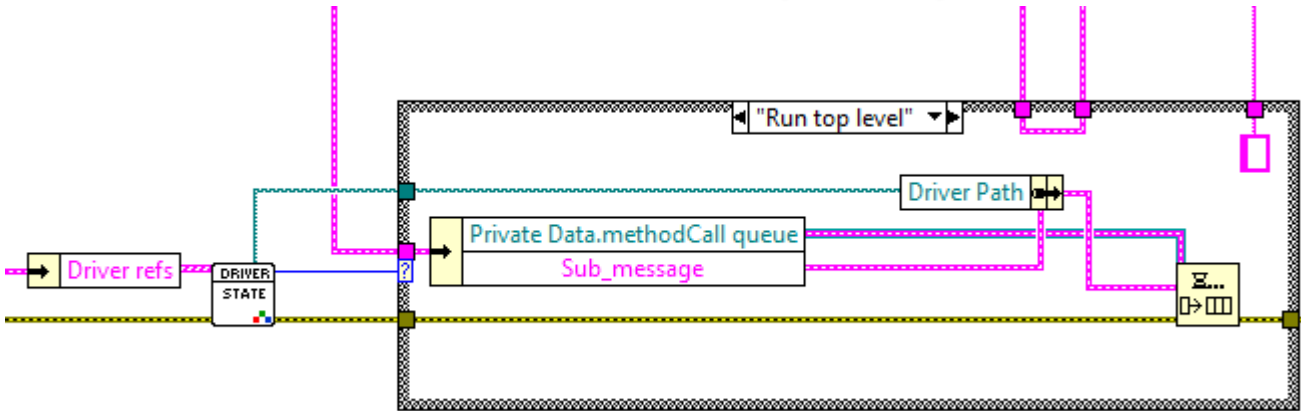 "Run top level"
Driver Path
Private Data.methodCall queue
Sub_message
Driver refs
DRIVER
STATE
?